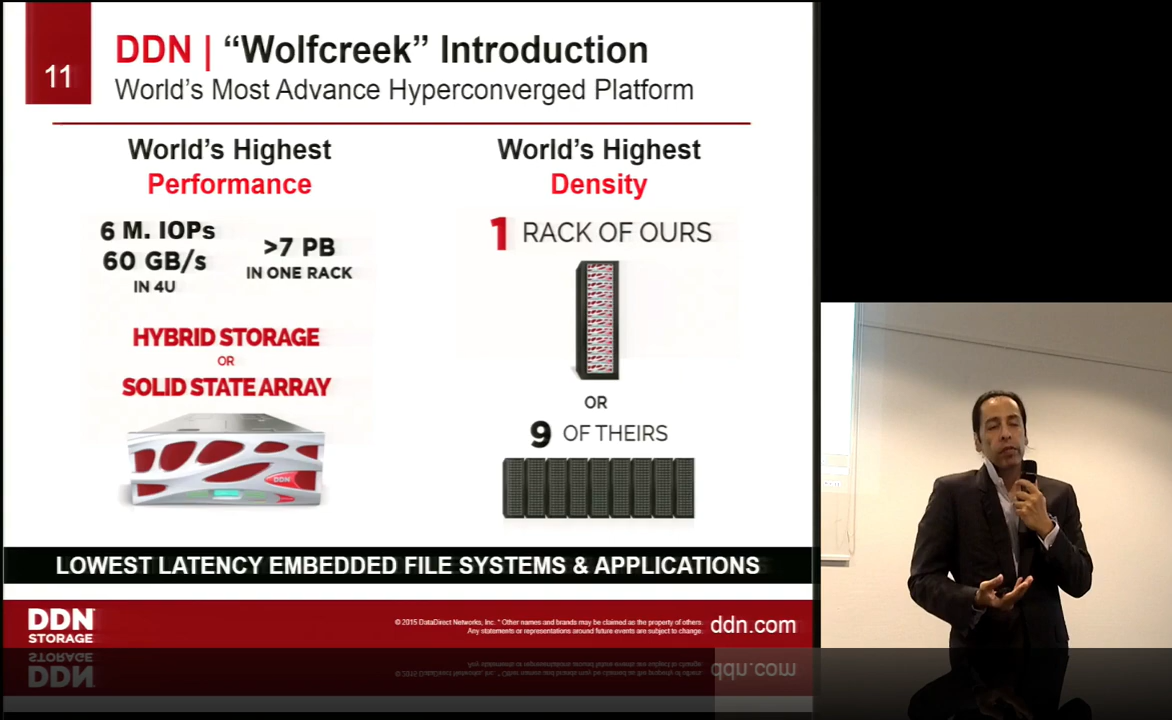 11
DDN | “Wolfcreek” Introduction
World’s Most Advance Hyperconverged Platform
World’s Highest
Performance
6 M. IOPs
60 GB/s
IN 4U
>7 PB
IN ONE RACK
HYBRID STORAGE
OR
SOLID STATE ARRAY
DDN
World’s Highest
Density
1 RACK OF OURS
OR
9 OF THEIRS
LOWEST LATENCY EMBEDDED FILE SYSTEMS & APPLICATIONS
DDN
STORAGE
© 2015 DataDirect Networks, Inc. * Other names and brands may be claimed as the property of others.
Any statements or representations around future events are subject to change.
ddn.com